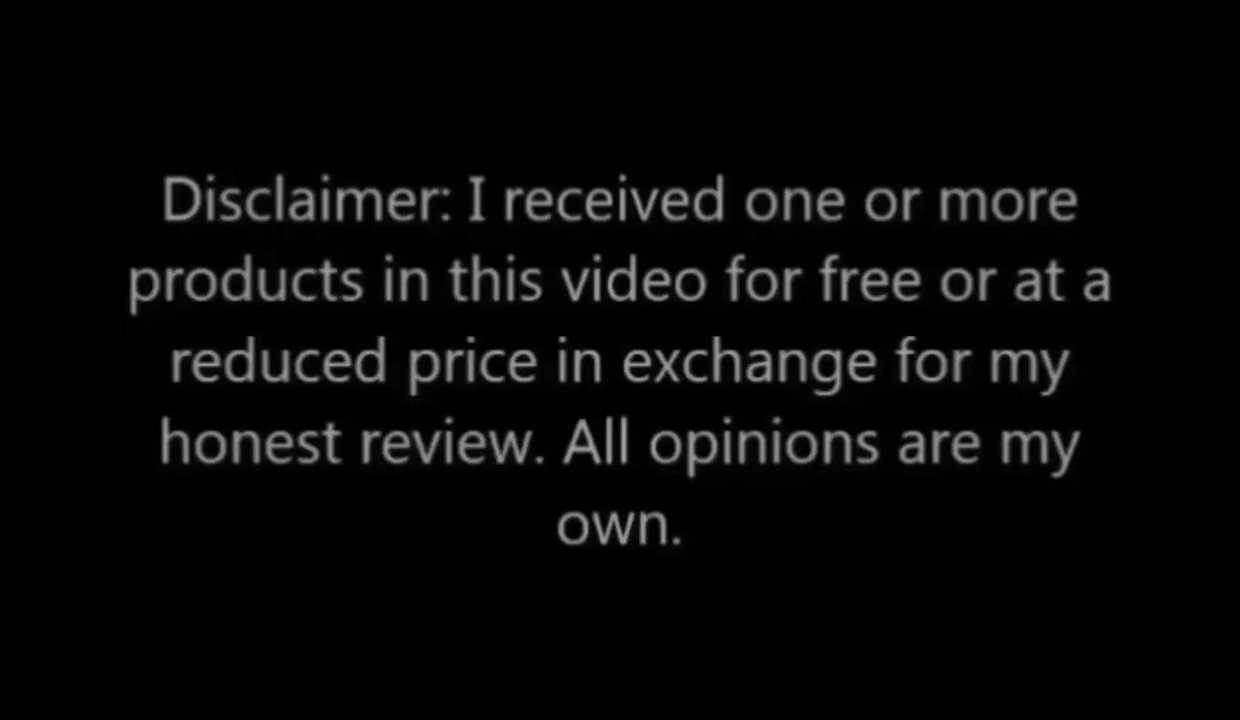 Disclaimer: I received one or more
products in this video for free or at a
reduced price in exchange for my
honest review. All opinions are my
own.